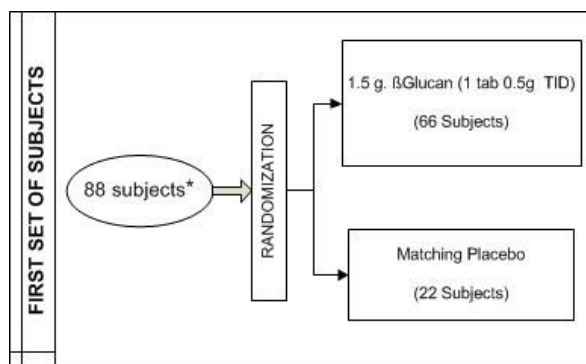 FIRST SET OF SUBJECTS
88 subjects*
RANDOMIZATION
1.5 g. ßGlucan (1 tab 0.5g TID)
(66 Subjects)
Matching Placebo
(22 Subjects)